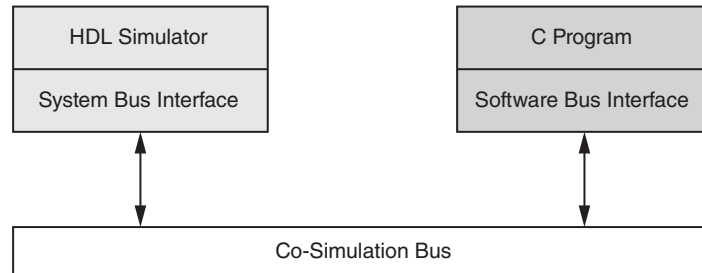 HDL Simulator
System Bus Interface
C Program
Software Bus Interface
Co-Simulation Bus